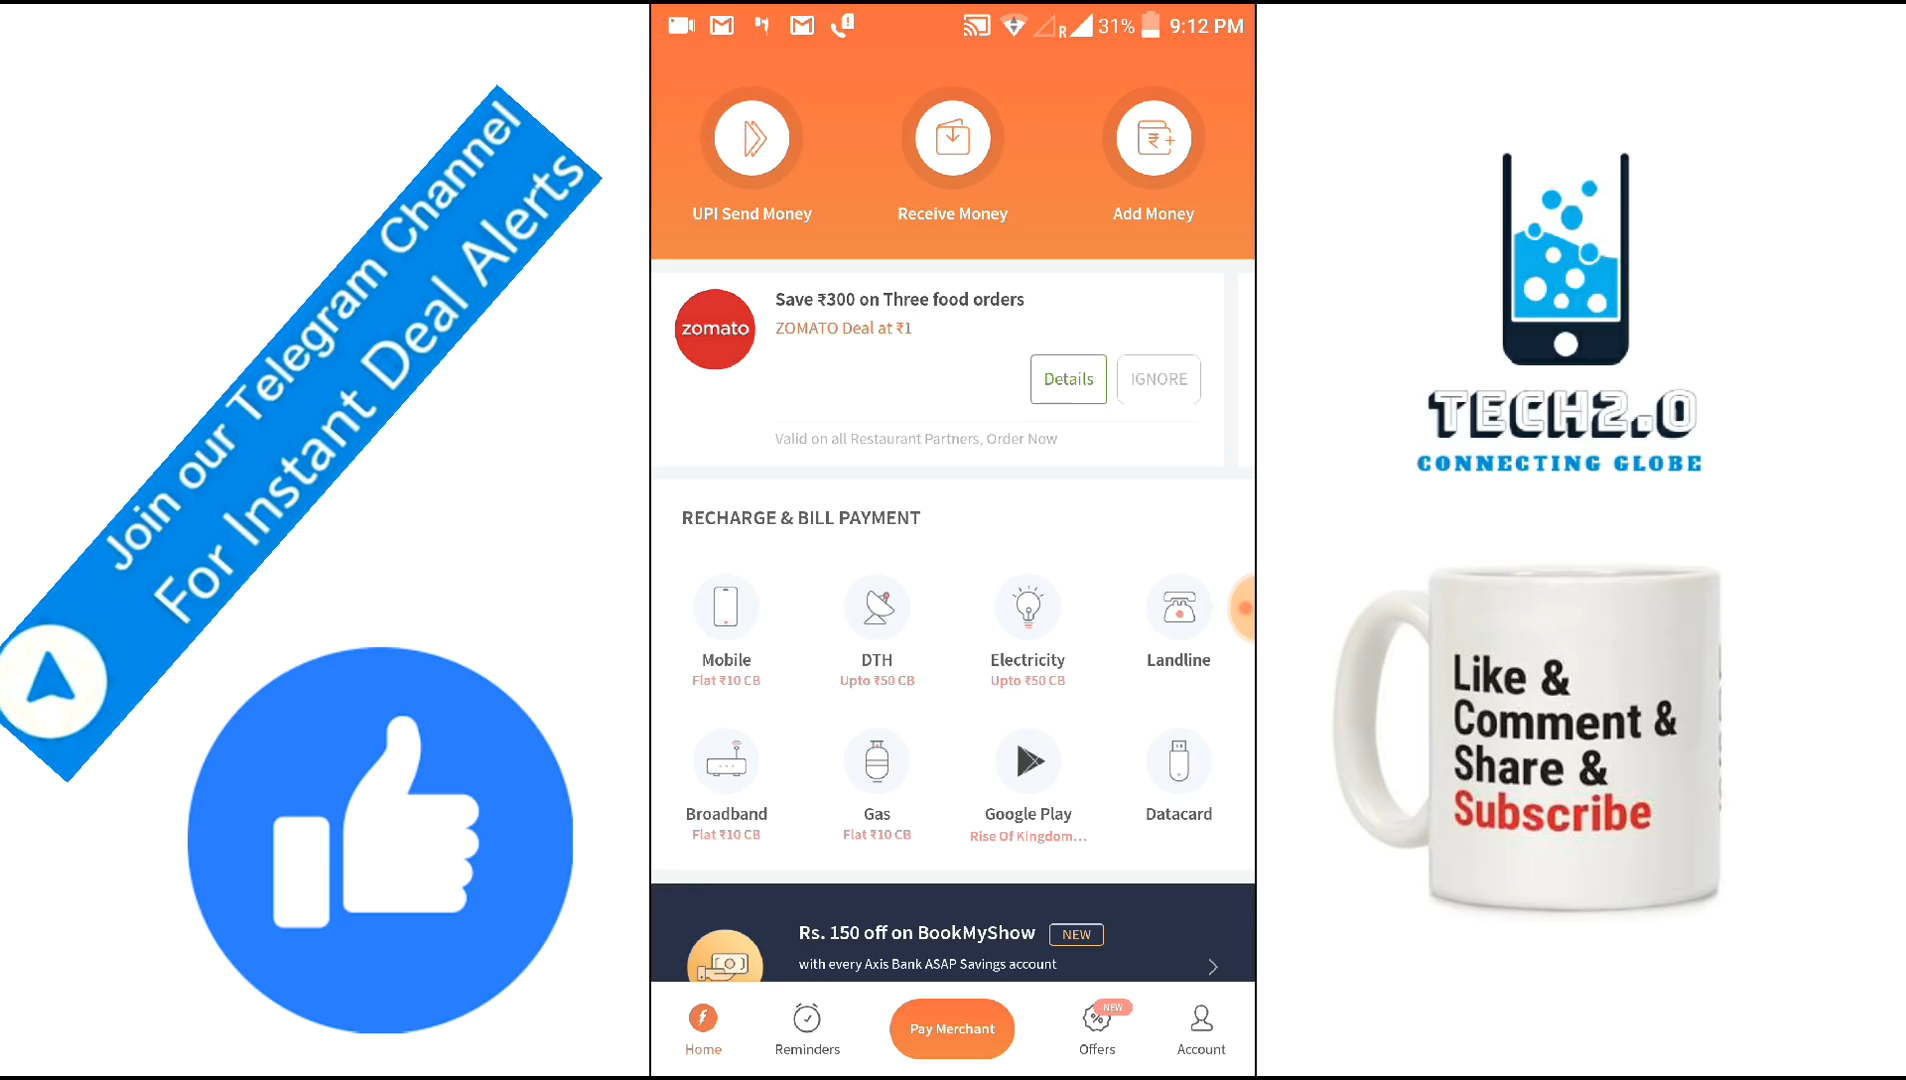 Join our Telegram Channel
For Instant Deal Alerts
31% 9:12 PM
R
UPI Send Money
Receive Money
Add Money
zomato
Save ₹300 on Three food orders
ZOMATO Deal at ₹1
Details
IGNORE
Valid on all Restaurant Partners, Order Now
RECHARGE & BILL PAYMENT
Mobile
Flat ₹10 CB
DTH
Upto ₹50 CB
Electricity
Upto ₹50 CB
Landline
Broadband
Flat ₹10 CB
Gas
Flat ₹10 CB
Google Play
Rise Of Kingdom...
Datacard
Rs. 150 off on BookMyShow NEW
with every Axis Bank ASAP Savings account
Home
Reminders
Pay Merchant
NEW
Offers
Account
TECH2.0
CONNECTING GLOBE
Like &
Comment &
Share &
Subscribe